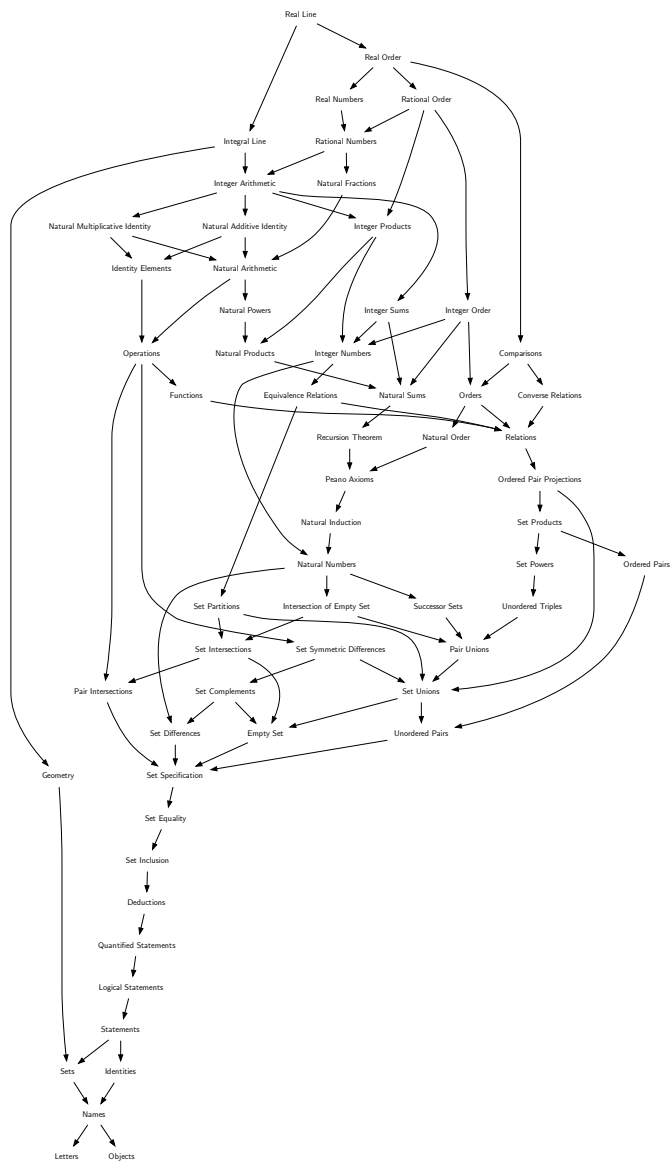 Real Line
Real Order
Real Numbers Rational Order
Integral Line Rational Numbers
Integer Arithmetic Natural Fractions
Natural Multiplicative Identity Natural Additive Identity Integer Products
Identity Elements Natural Arithmetic
Natural Powers Integer Sums Integer Order
Operations Natural Products Integer Numbers Comparisons
Functions Equivalence Relations Natural Sums Orders Converse Relations
Recursion Theorem Natural Order Relations
Peano Axioms Ordered Pair Projections
Natural Induction Set Products
Natural Numbers Set Powers Ordered Pairs
Set Partitions Intersection of Empty Set Successor Sets Unordered Triples
Set Intersections Set Symmetric Differences Pair Unions
Pair Intersections Set Complements Set Unions
Set Differences Empty Set Unordered Pairs
Geometry Set Specification
Set Equality
Set Inclusion
Deductions
Quantified Statements
Logical Statements
Statements
Sets Identities
Names
Letters Objects